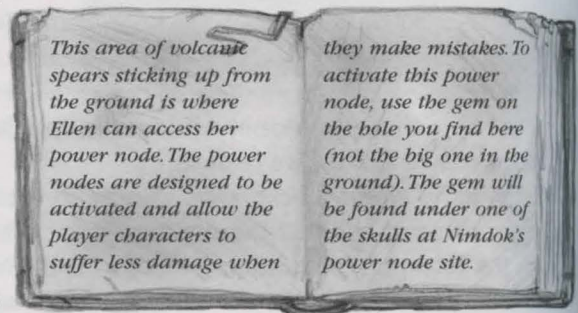 This area of volcanic
spears sticking up from
the ground is where
Ellen can access her
power node. The power
nodes are designed to be
activated and allow the
player characters to
suffer less damage when
they make mistakes. To
activate this power
node, use the gem on
the hole you find here
(not the big one in the
ground). The gem will
be found under one of
the skulls at Nimdok's
power node site.